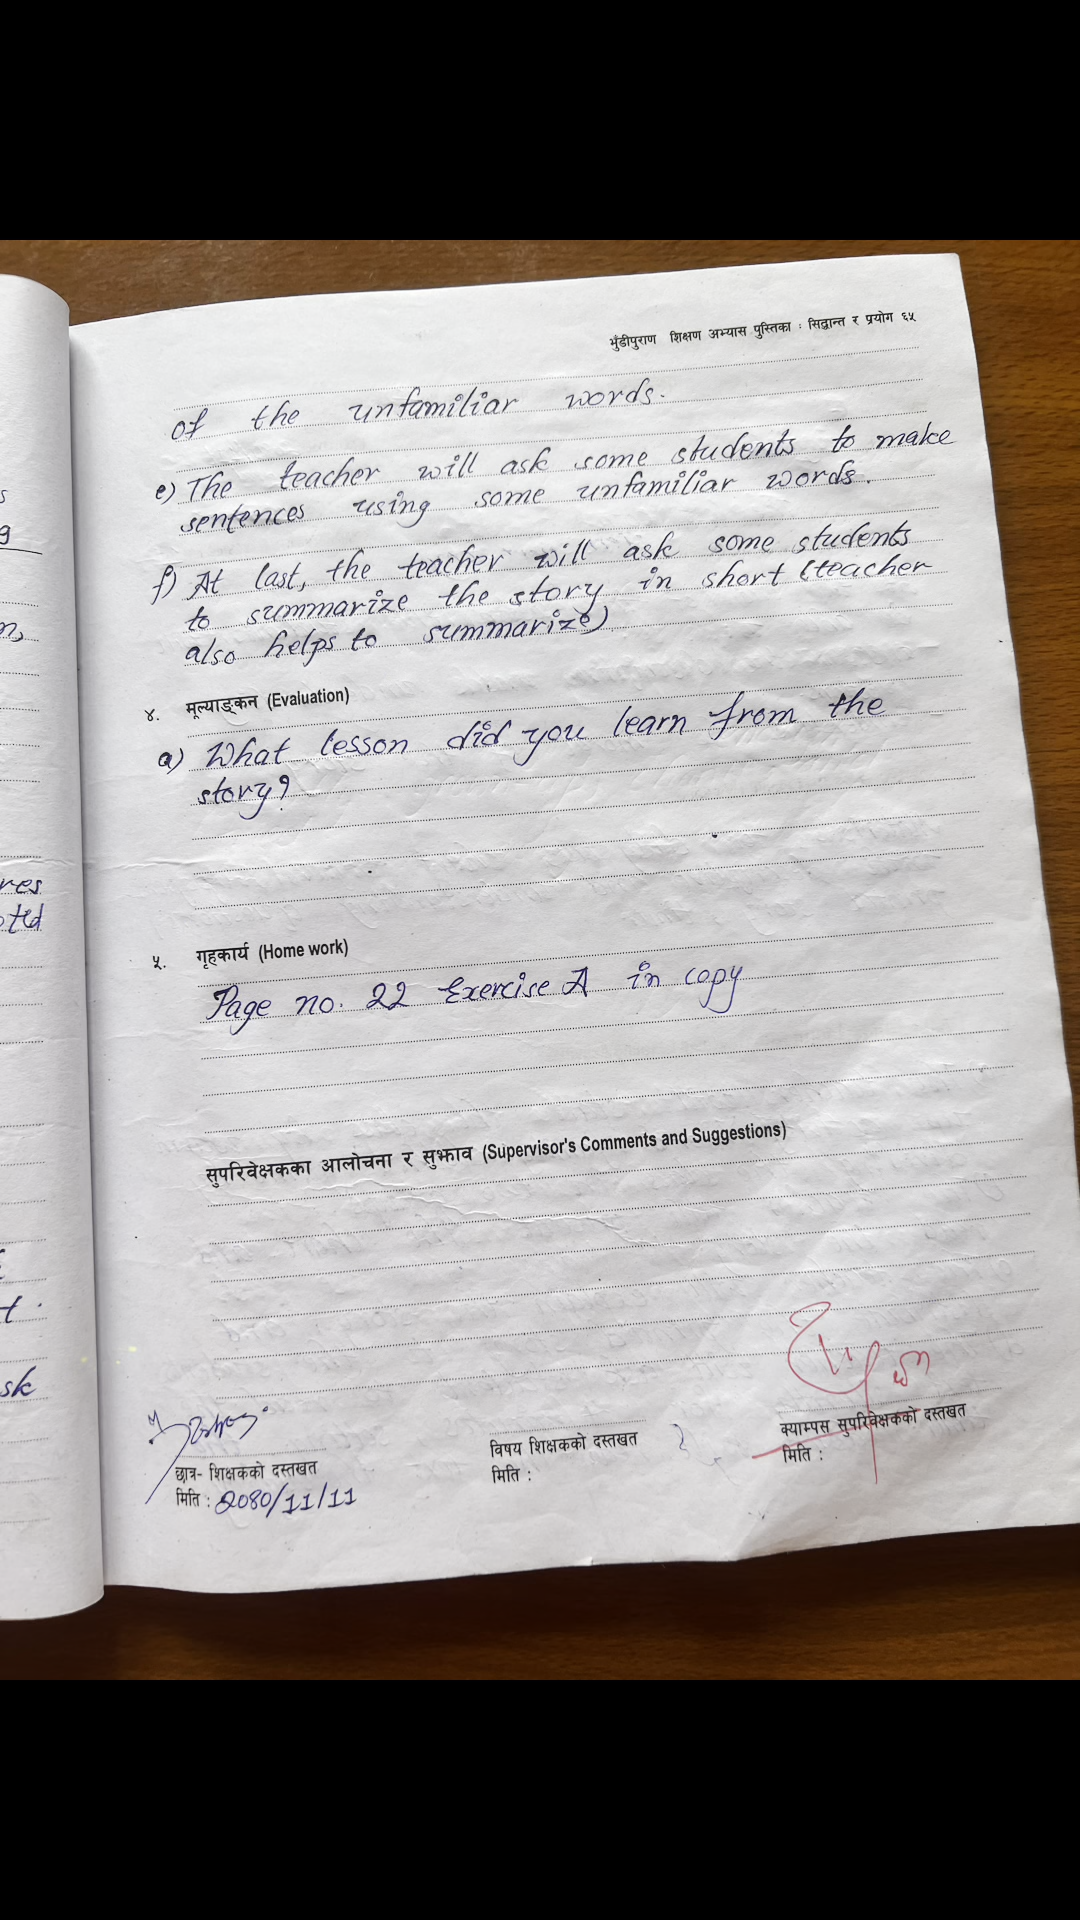 भुँडीपुराण शिक्षण अभ्यास पुस्तिका : सिद्धान्त र प्रयोग ६५
of the unfamiliar words.
e) The teacher will ask some students to make
sentences using some unfamiliar words.
f) At last, the teacher will ask some students
to summarize the story in short (teacher
also helps to summarize)
४. मूल्याङ्कन (Evaluation)
a) What lesson did you learn from the
story?
५. गृहकार्य (Home work)
Page no. 22 Exercise A in copy
सुपरिवेक्षकका आलोचना र सुझाव (Supervisor's Comments and Suggestions)
छात्र- शिक्षकको दस्तखत
मिति : 2080/11/11
विषय शिक्षकको दस्तखत
मिति :
क्याम्पस सुपरिवेक्षकको दस्तखत
मिति :
res
sk